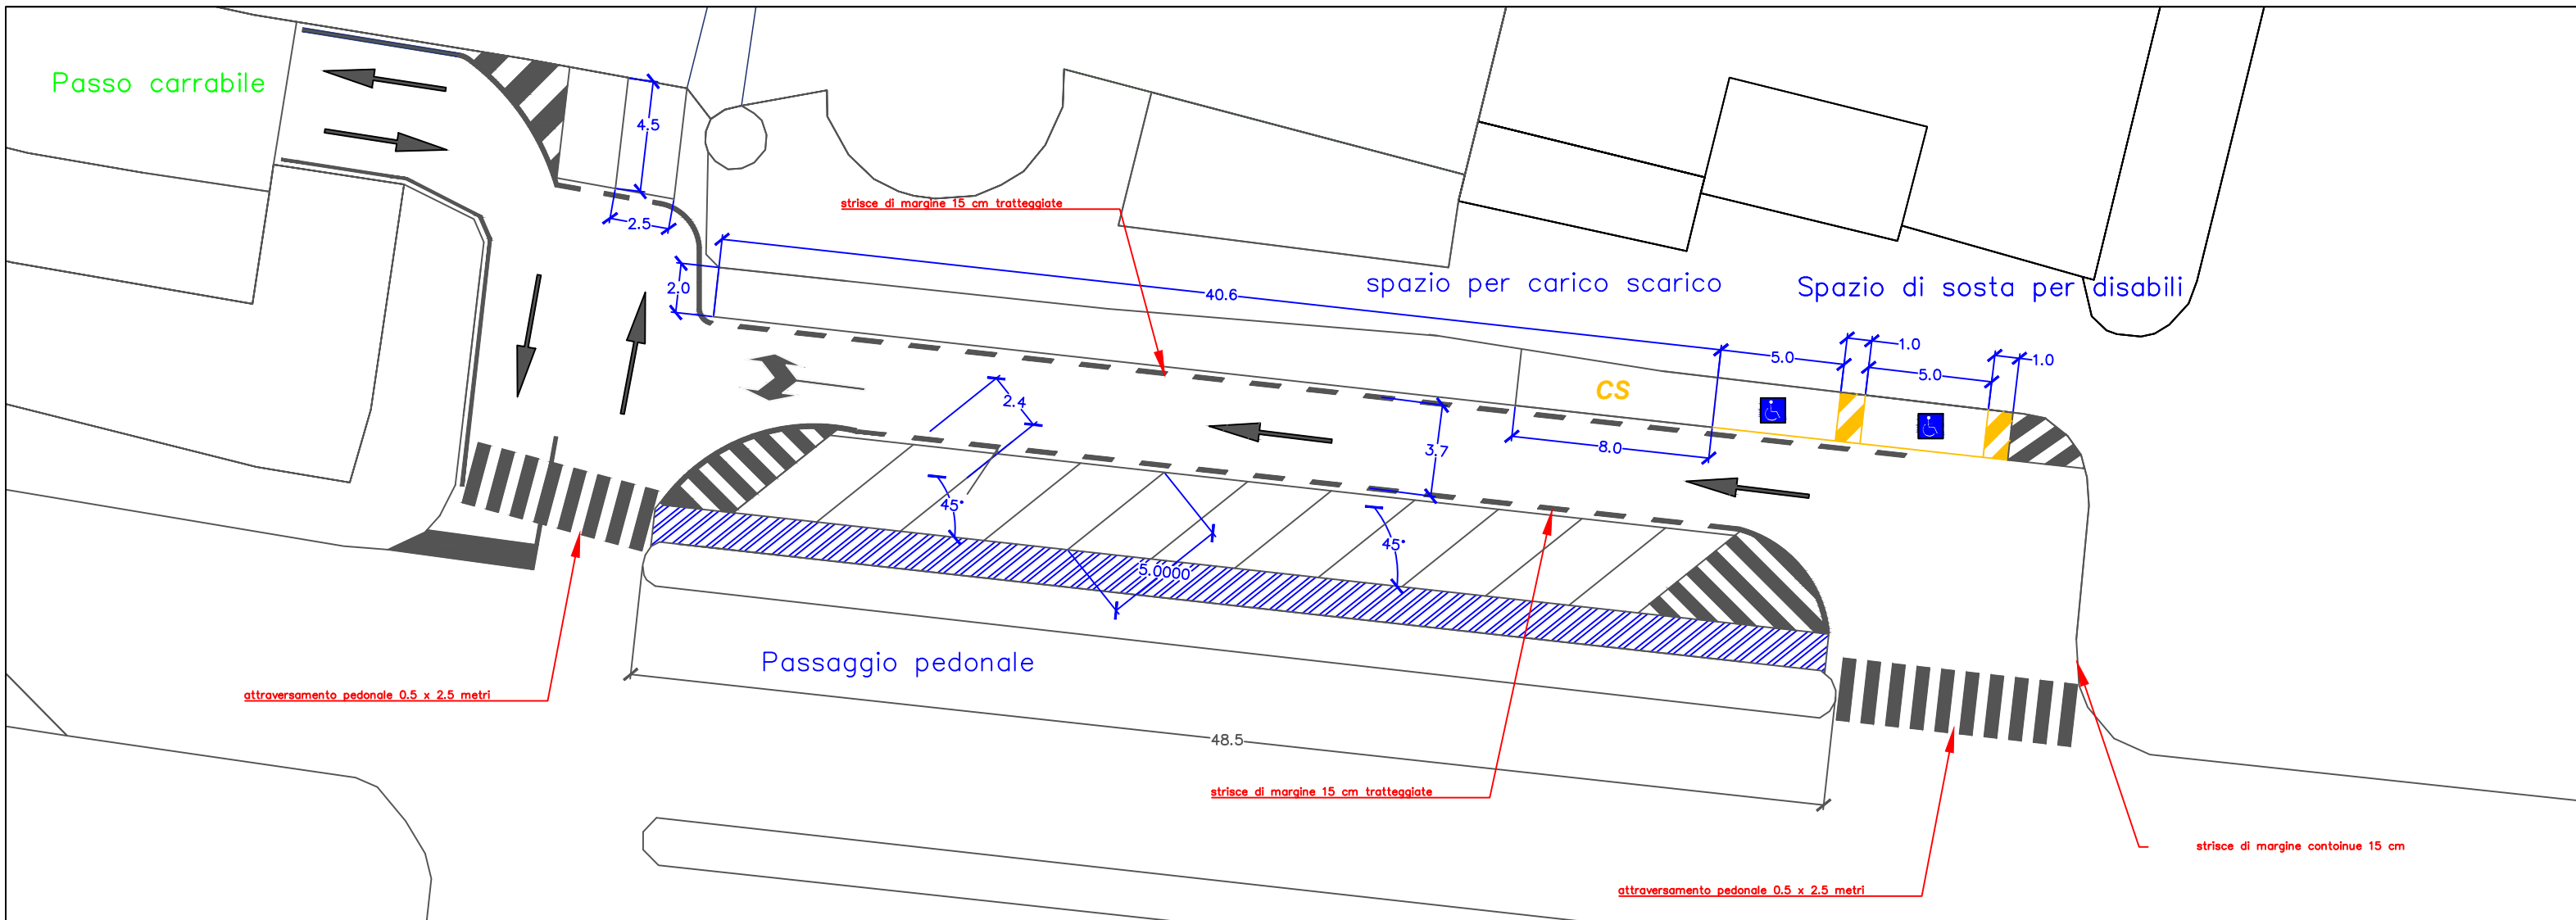 Passo carrabile
4.5
2.5
strisce di margine 15 cm tratteggiate
2.0
40.6
spazio per carico scarico
Spazio di sosta per disabili
5.0
1.0
5.0
1.0
CS
2.4
3.7
8.0
45°
45°
5.0000
Passaggio pedonale
attraversamento pedonale 0.5 x 2.5 metri
48.5
strisce di margine 15 cm tratteggiate
strisce di margine contoinue 15 cm
attraversamento pedonale 0.5 x 2.5 metri